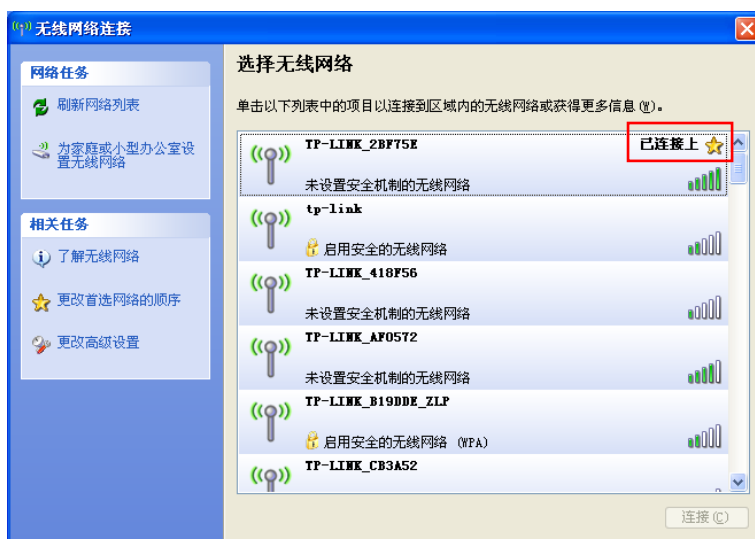 无线网络连接
网络任务
刷新网络列表
为家庭或小型办公室设
置无线网络
相关任务
了解无线网络
更改首选网络的顺序
更改高级设置
选择无线网络
单击以下列表中的项目以连接到区域内的无线网络或获得更多信息(W)。
TP-LINK_2BF75E 已连接上
未设置安全机制的无线网络
tp-link
启用安全的无线网络
TP-LINK_418F56
未设置安全机制的无线网络
TP-LINK_AF0572
未设置安全机制的无线网络
TP-LINK_B19DDE_ZLP
启用安全的无线网络 (WPA)
TP-LINK_CB3A52
连接(C)